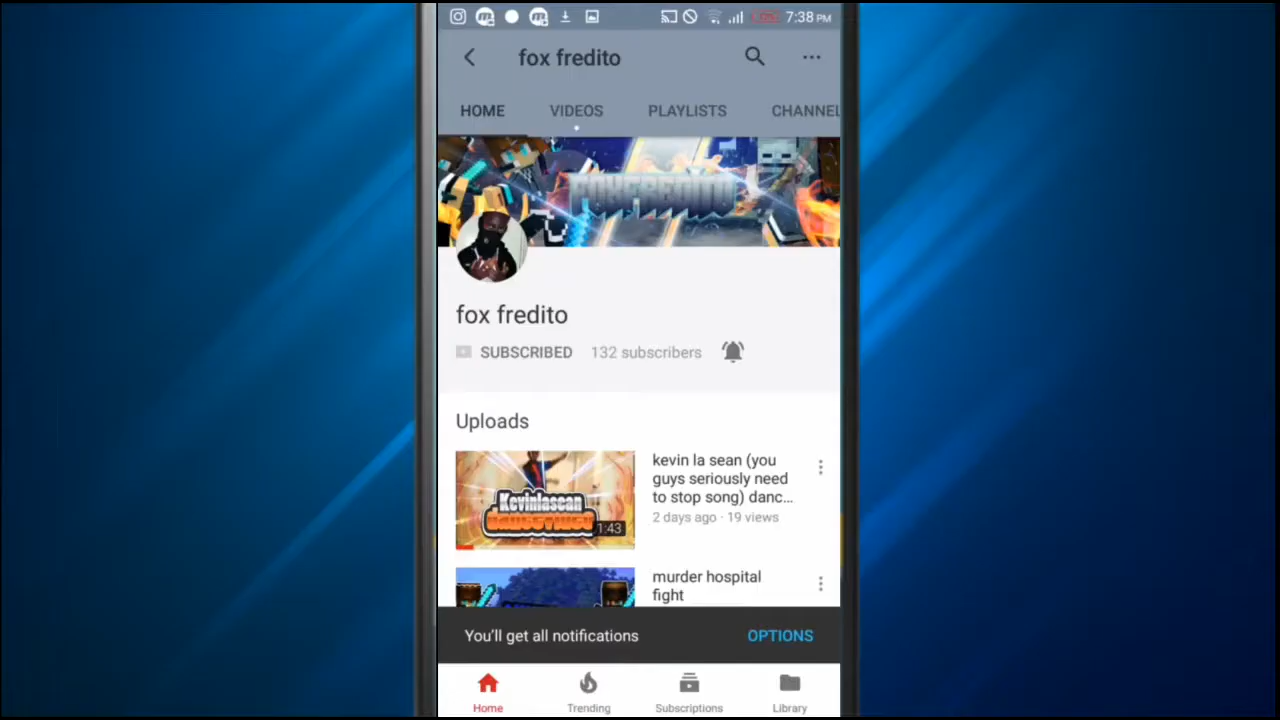 7:38 PM
fox fredito
HOME VIDEOS PLAYLISTS CHANNEL
FOXFREDITO
fox fredito
SUBSCRIBED 132 subscribers
Uploads
kevin la sean (you
guys seriously need
to stop song) danc...
2 days ago · 19 views
Kevinlasean
1:43
murder hospital
fight
You'll get all notifications OPTIONS
Home Trending Subscriptions Library